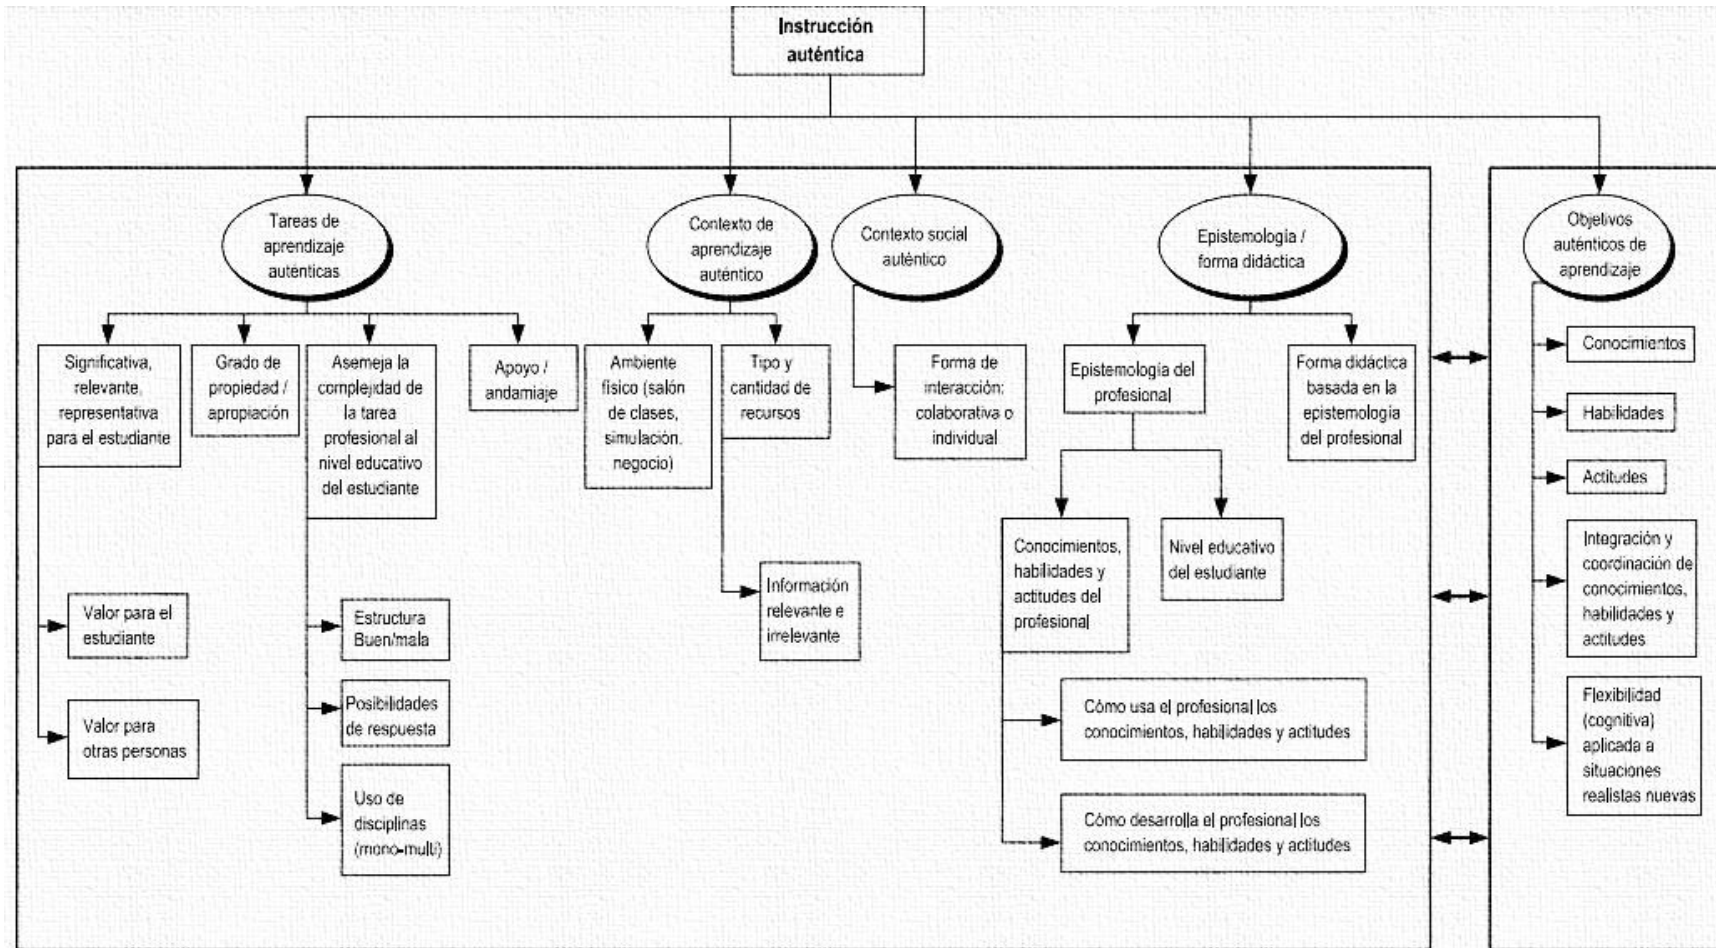 Instrucción
auténtica
Tareas de
aprendizaje
auténticas
Contexto de
aprendizaje
auténtico
Contexto social
auténtico
Epistemología /
forma didáctica
Objetivos
auténticos de
aprendizaje
Significativa,
relevante,
representativa
para el estudiante
Grado de
propiedad /
apropiación
Asemeja la
complejidad de
la tarea
profesional al
nivel educativo
del estudiante
Apoyo /
andamiaje
Ambiente
físico (salón
de clases,
simulación,
negocio)
Tipo y
cantidad de
recursos
Forma de
interacción:
colaborativa o
individual
Epistemología del
profesional
Forma didáctica
basada en la
epistemología
del profesional
Conocimientos
Habilidades
Actitudes
Integración y
coordinación de
conocimientos,
habilidades y
actitudes
Flexibilidad
(cognitiva)
aplicada a
situaciones
realistas nuevas
Valor para el
estudiante
Valor para
otras personas
Estructura
Buen/mala
Posibilidades
de respuesta
Uso de
disciplinas
(mono-multi)
Información
relevante e
irrelevante
Conocimientos,
habilidades y
actitudes del
profesional
Nivel educativo
del estudiante
Cómo usa el profesional los
conocimientos, habilidades y actitudes
Cómo desarrolla el profesional los
conocimientos, habilidades y actitudes